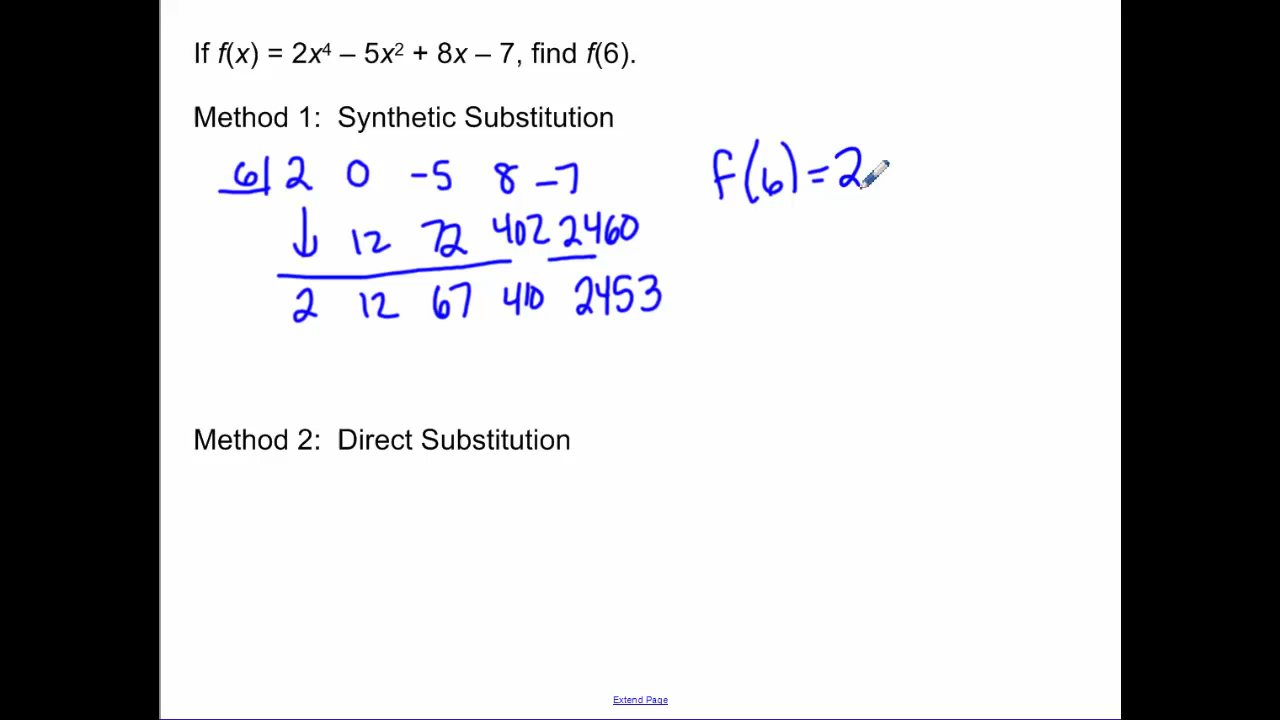 If f(x) = 2x⁴ – 5x² + 8x – 7, find f(6).
Method 1: Synthetic Substitution
6| 2 0 -5 8 -7
↓ 12 72 402 2460
2 12 67 410 2453
f(6) = 2
Method 2: Direct Substitution
Extend Page